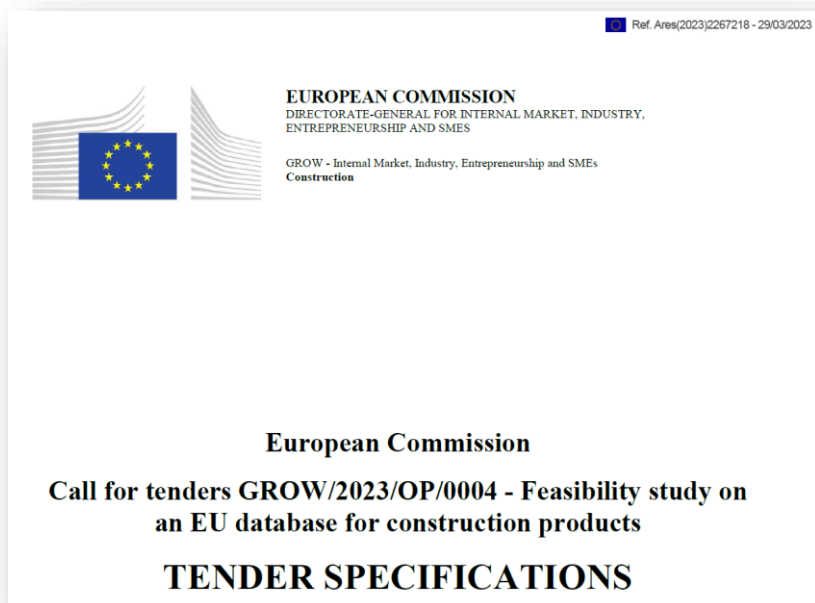 Ref. Ares(2023)2267218 - 29/03/2023
EUROPEAN COMMISSION
DIRECTORATE-GENERAL FOR INTERNAL MARKET, INDUSTRY,
ENTREPRENEURSHIP AND SMES
GROW - Internal Market, Industry, Entrepreneurship and SMEs
Construction
European Commission
Call for tenders GROW/2023/OP/0004 - Feasibility study on
an EU database for construction products
TENDER SPECIFICATIONS